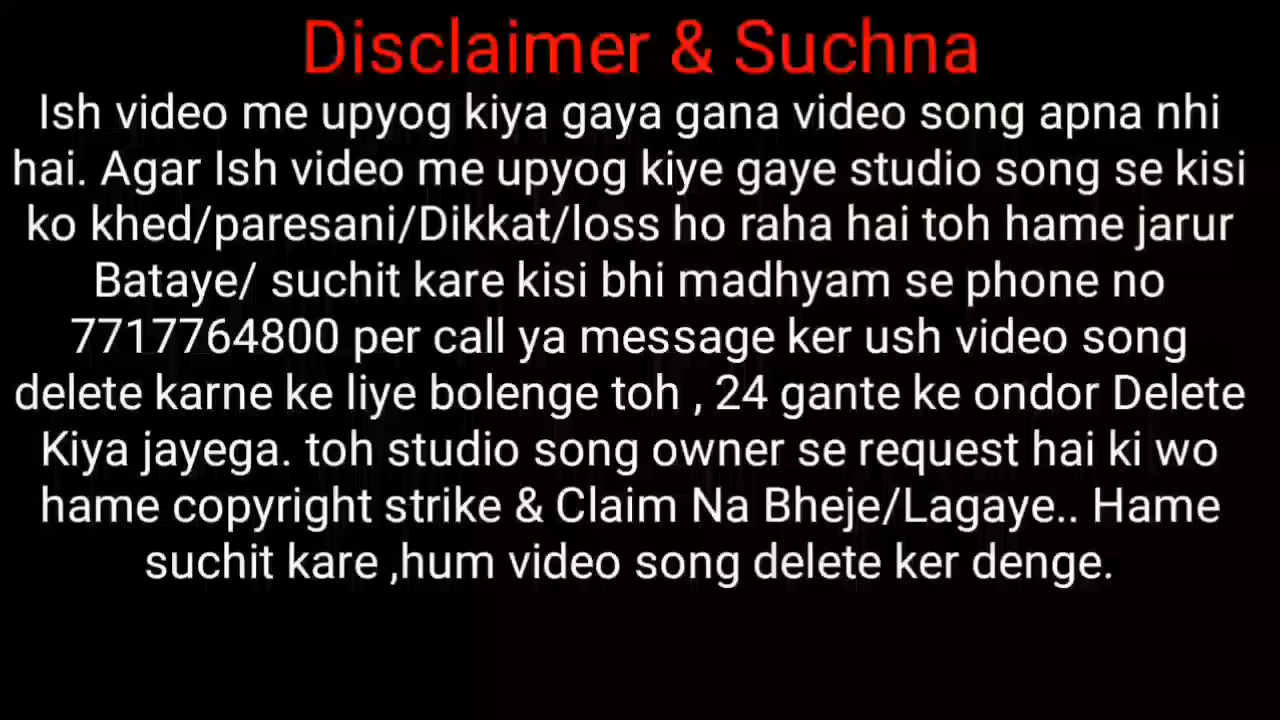 Disclaimer & Suchna
Ish video me upyog kiya gaya gana video song apna nhi
hai. Agar Ish video me upyog kiye gaye studio song se kisi
ko khed/paresani/Dikkat/loss ho raha hai toh hame jarur
Bataye/ suchit kare kisi bhi madhyam se phone no
7717764800 per call ya message ker ush video song
delete karne ke liye bolenge toh , 24 gante ke ondor Delete
Kiya jayega. toh studio song owner se request hai ki wo
hame copyright strike & Claim Na Bheje/Lagaye.. Hame
suchit kare ,hum video song delete ker denge.